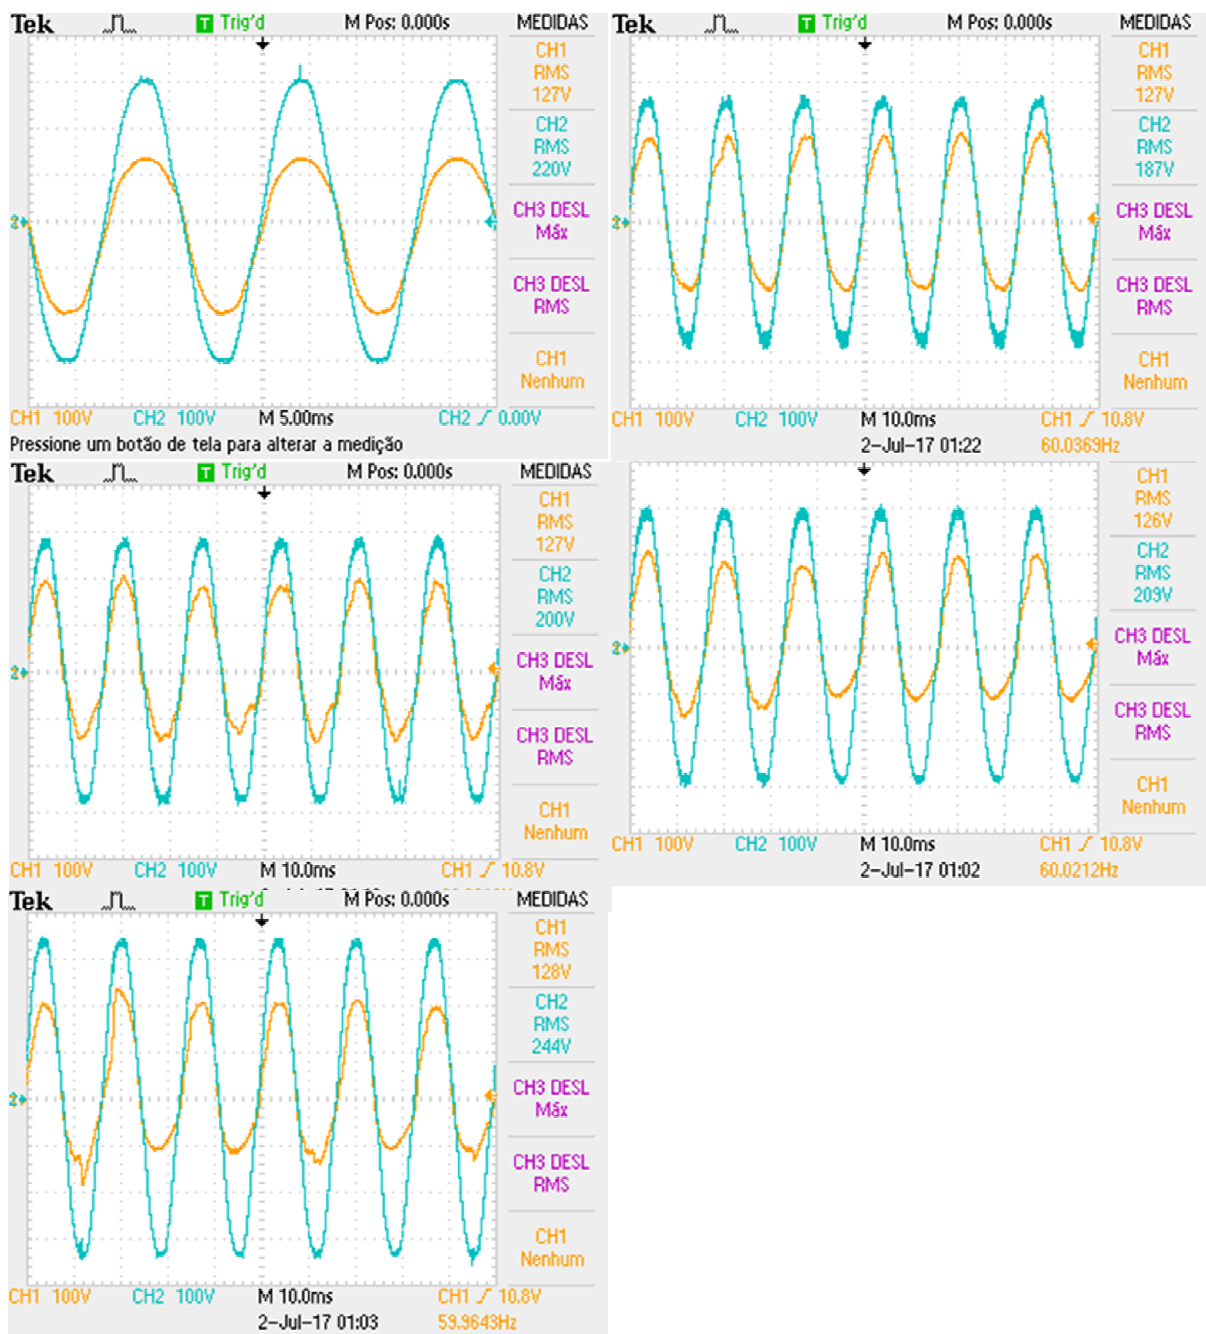 Tek T Trig'd M Pos: 0.000s MEDIDAS
CH1
RMS
127V
CH2
RMS
220V
CH3 DESL
Máx
CH3 DESL
RMS
CH1
Nenhum
2
CH1 100V CH2 100V M 5.00ms CH2 0.00V
Pressione um botão de tela para alterar a medição
Tek T Trig'd M Pos: 0.000s MEDIDAS
CH1
RMS
127V
CH2
RMS
187V
CH3 DESL
Máx
CH3 DESL
RMS
CH1
Nenhum
2
CH1 100V CH2 100V M 10.0ms CH1 10.8V
2-Jul-17 01:22 60.0369Hz
Tek T Trig'd M Pos: 0.000s MEDIDAS
CH1
RMS
127V
CH2
RMS
200V
CH3 DESL
Máx
CH3 DESL
RMS
CH1
Nenhum
2
CH1 100V CH2 100V M 10.0ms CH1 10.8V
CH1
RMS
126V
CH2
RMS
209V
CH3 DESL
Máx
CH3 DESL
RMS
CH1
Nenhum
2
CH1 100V CH2 100V M 10.0ms CH1 10.8V
2-Jul-17 01:02 60.0212Hz
Tek T Trig'd M Pos: 0.000s MEDIDAS
CH1
RMS
128V
CH2
RMS
244V
CH3 DESL
Máx
CH3 DESL
RMS
CH1
Nenhum
2
CH1 100V CH2 100V M 10.0ms CH1 10.8V
2-Jul-17 01:03 59.9643Hz